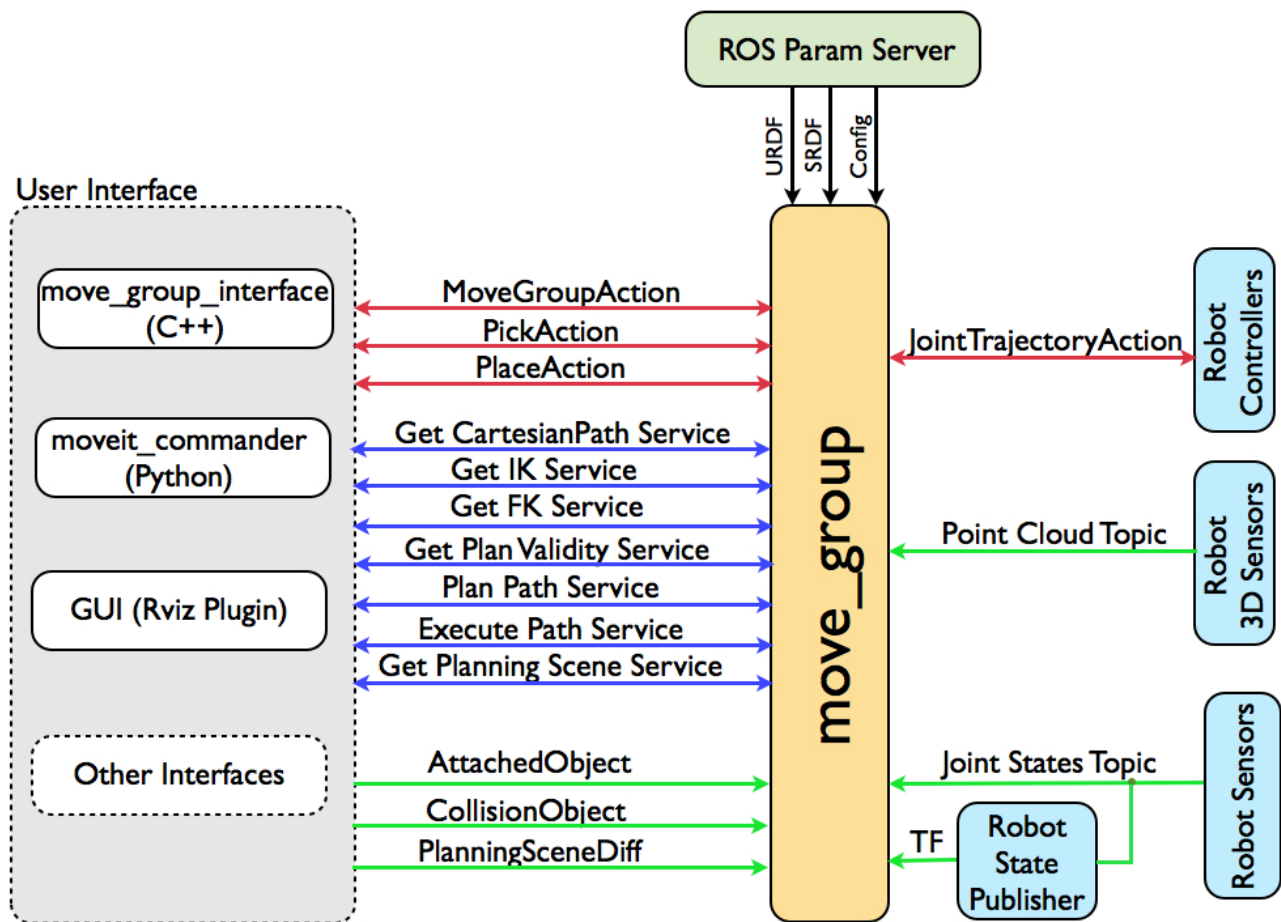 ROS Param Server
URDF
SRDF
Config
User Interface
move_group_interface
(C++)
moveit_commander
(Python)
GUI (Rviz Plugin)
Other Interfaces
MoveGroupAction
PickAction
PlaceAction
Get CartesianPath Service
Get IK Service
Get FK Service
Get Plan Validity Service
Plan Path Service
Execute Path Service
Get Planning Scene Service
AttachedObject
CollisionObject
PlanningSceneDiff
move_group
JointTrajectoryAction
Robot
Controllers
Point Cloud Topic
Robot
3D Sensors
Joint States Topic
Robot Sensors
TF
Robot
State
Publisher